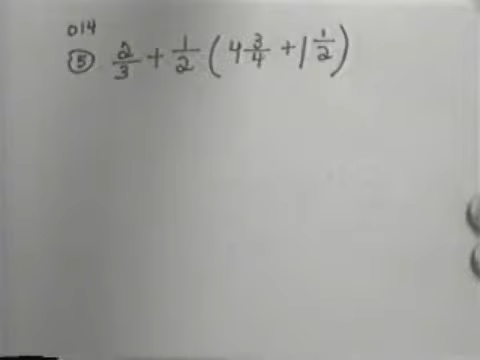 014
⑤ 2/3 + 1/2 ( 4 3/4 + 1 1/2 )